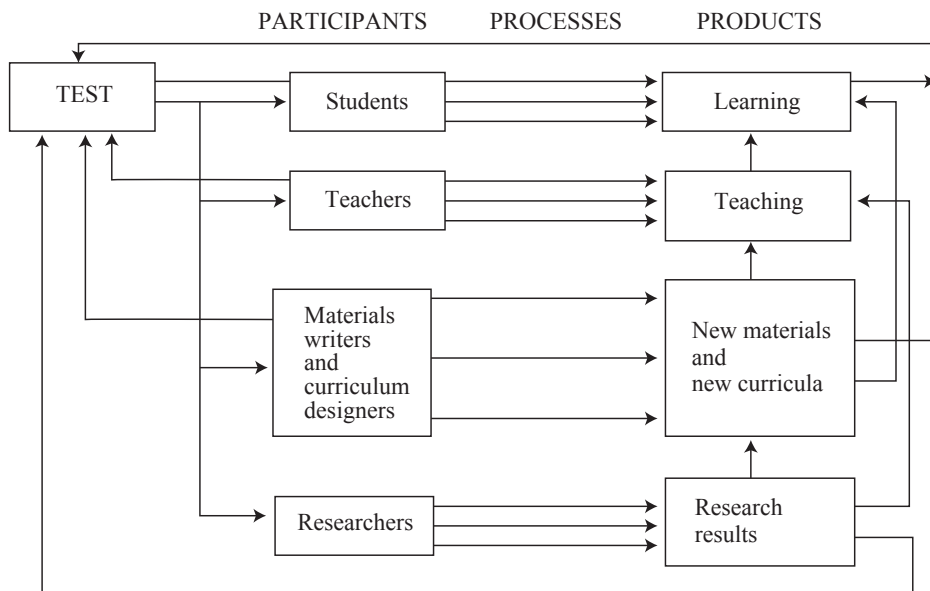 PARTICIPANTS PROCESSES PRODUCTS
TEST
Students
Learning
Teachers
Teaching
Materials
writers
and
curriculum
designers
New materials
and
new curricula
Researchers
Research
results